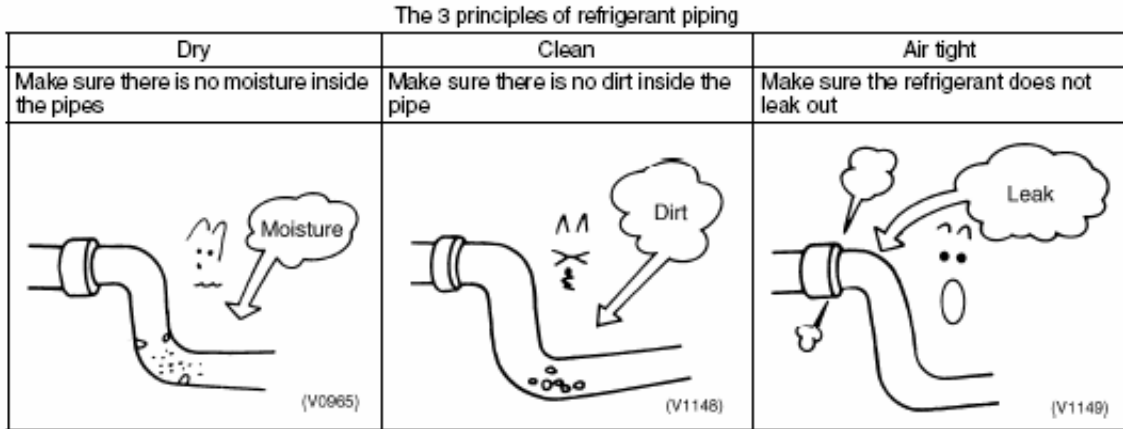 The 3 principles of refrigerant piping
Dry
Clean
Air tight
Make sure there is no moisture inside
the pipes
Make sure there is no dirt inside the
pipe
Make sure the refrigerant does not
leak out
Moisture
(V0965)
Dirt
(V1148)
Leak
(V1149)